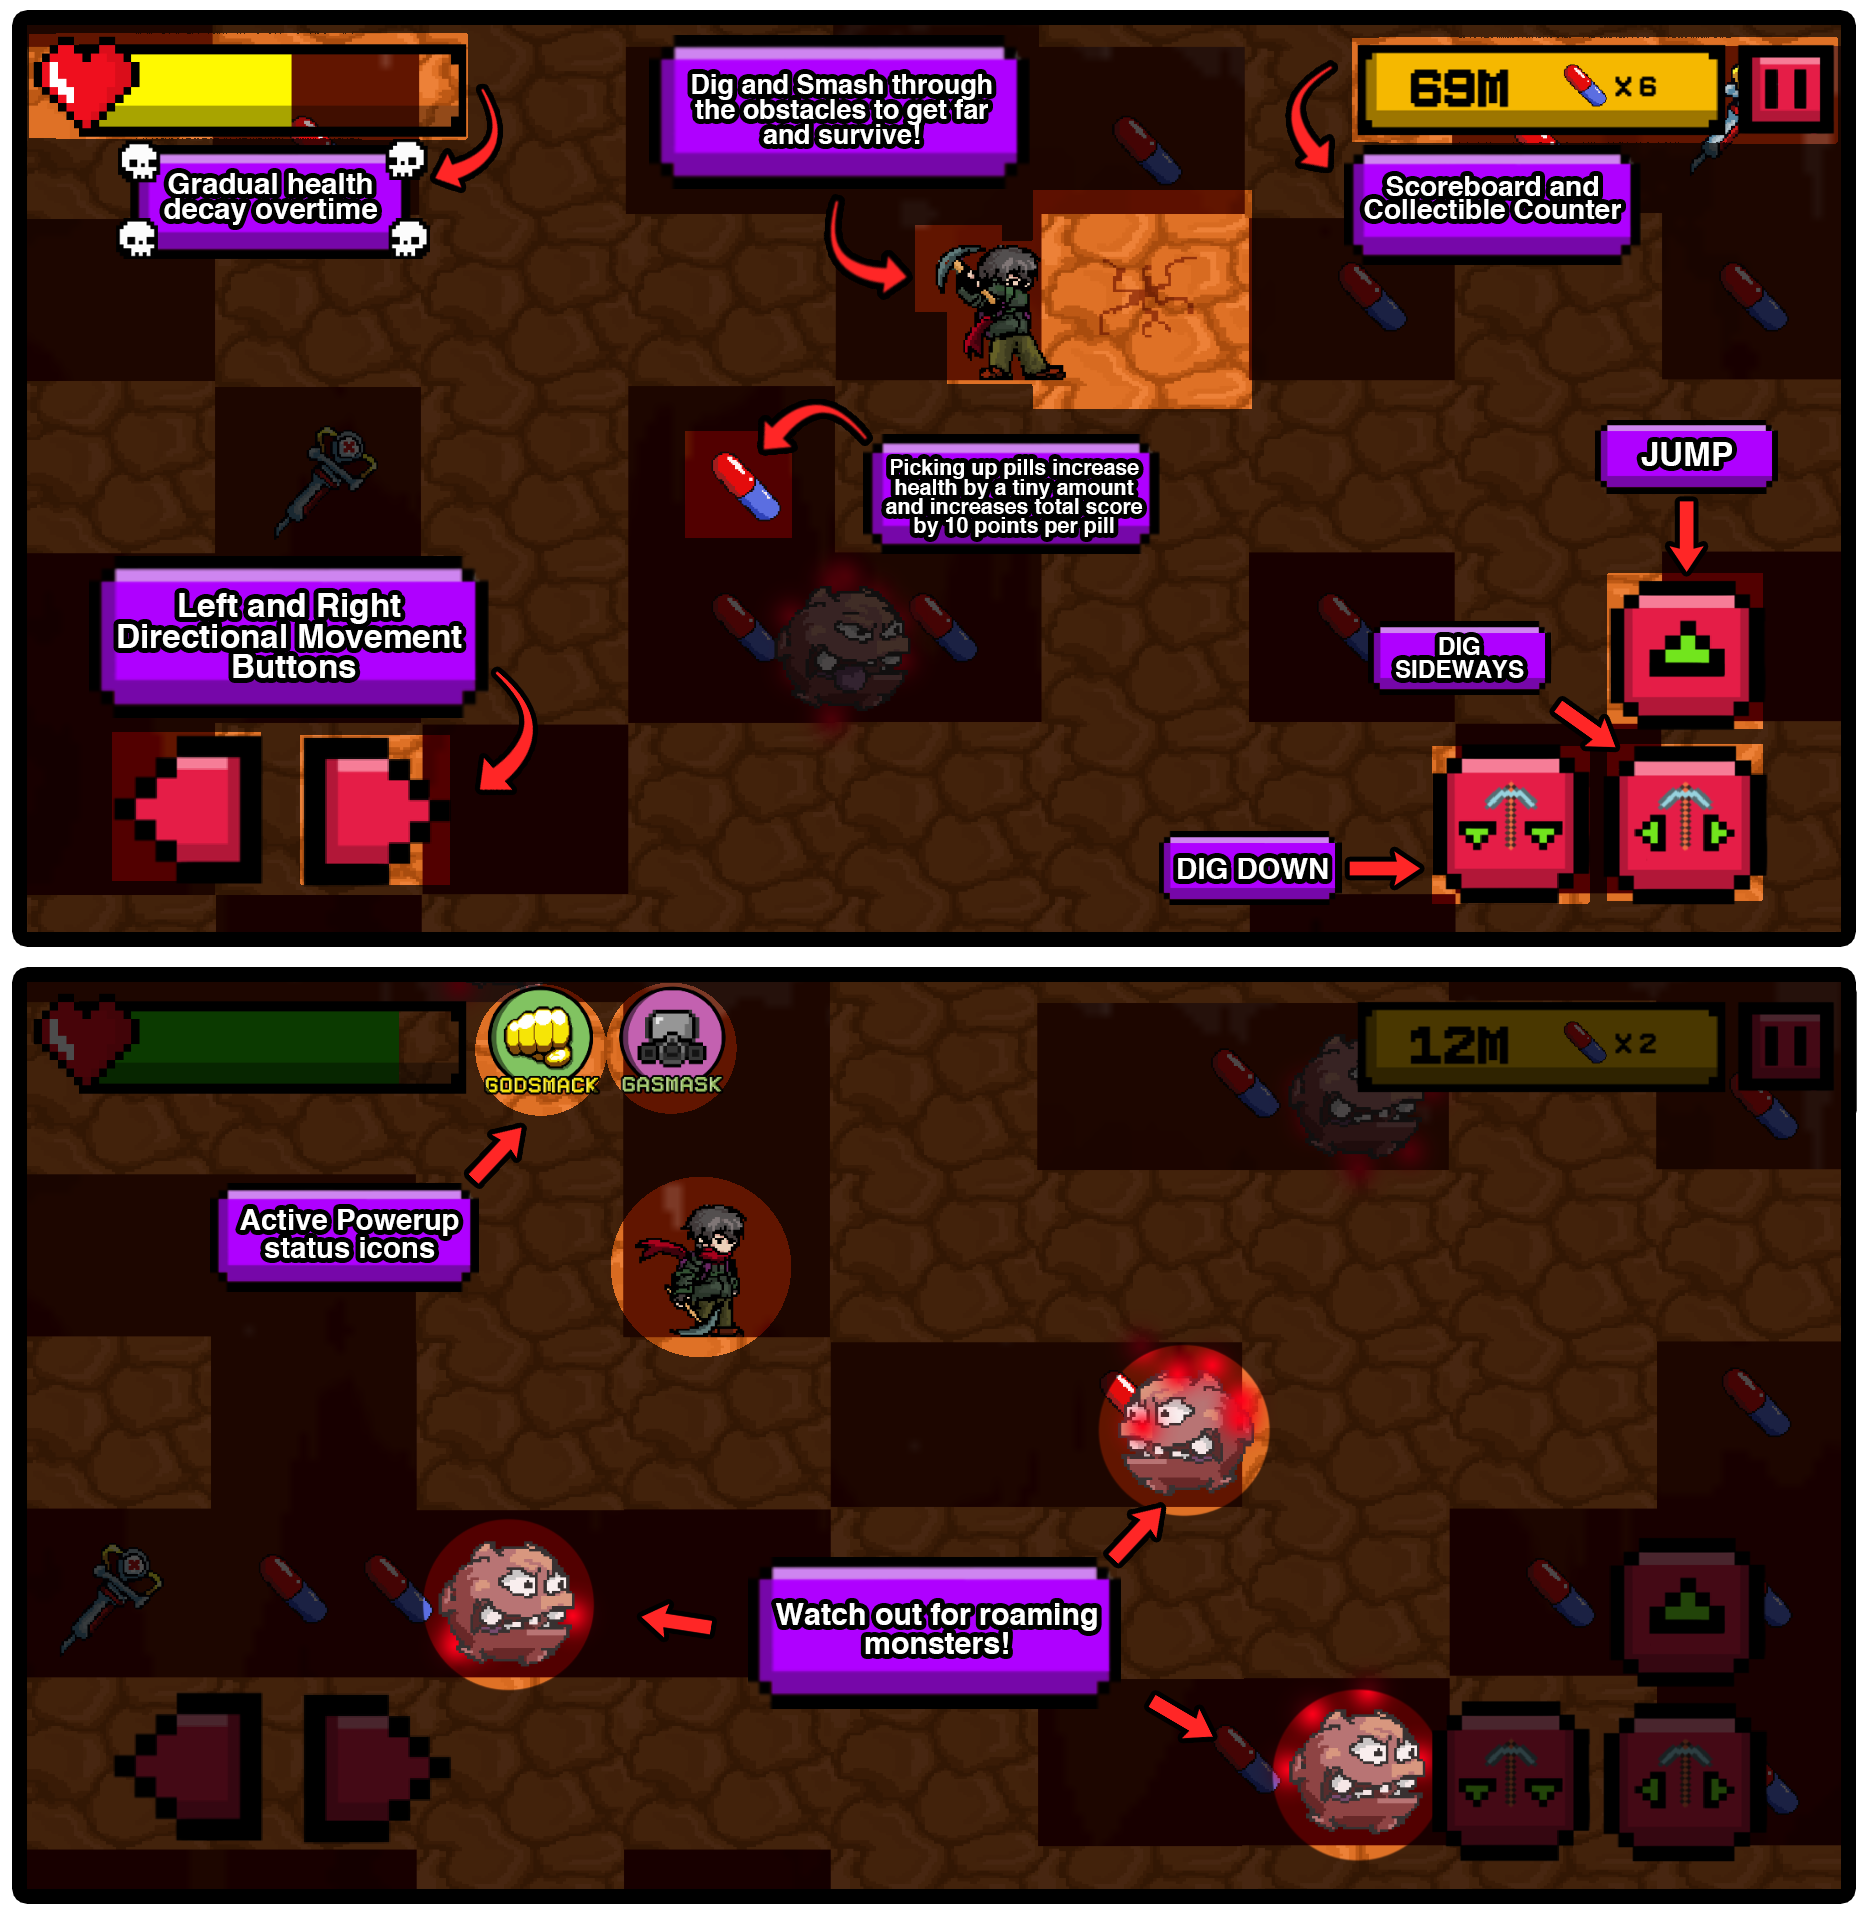 Dig and Smash through
the obstacles to get far
and survive!
69M
x6
Gradual health
decay overtime
Scoreboard and
Collectible Counter
Picking up pills increase
health by a tiny amount
and increases total score
by 10 points per pill
JUMP
Left and Right
Directional Movement
Buttons
DIG
SIDEWAYS
DIG DOWN
GODSMACK
GASMASK
12M
x2
Active Powerup
status icons
Watch out for roaming
monsters!